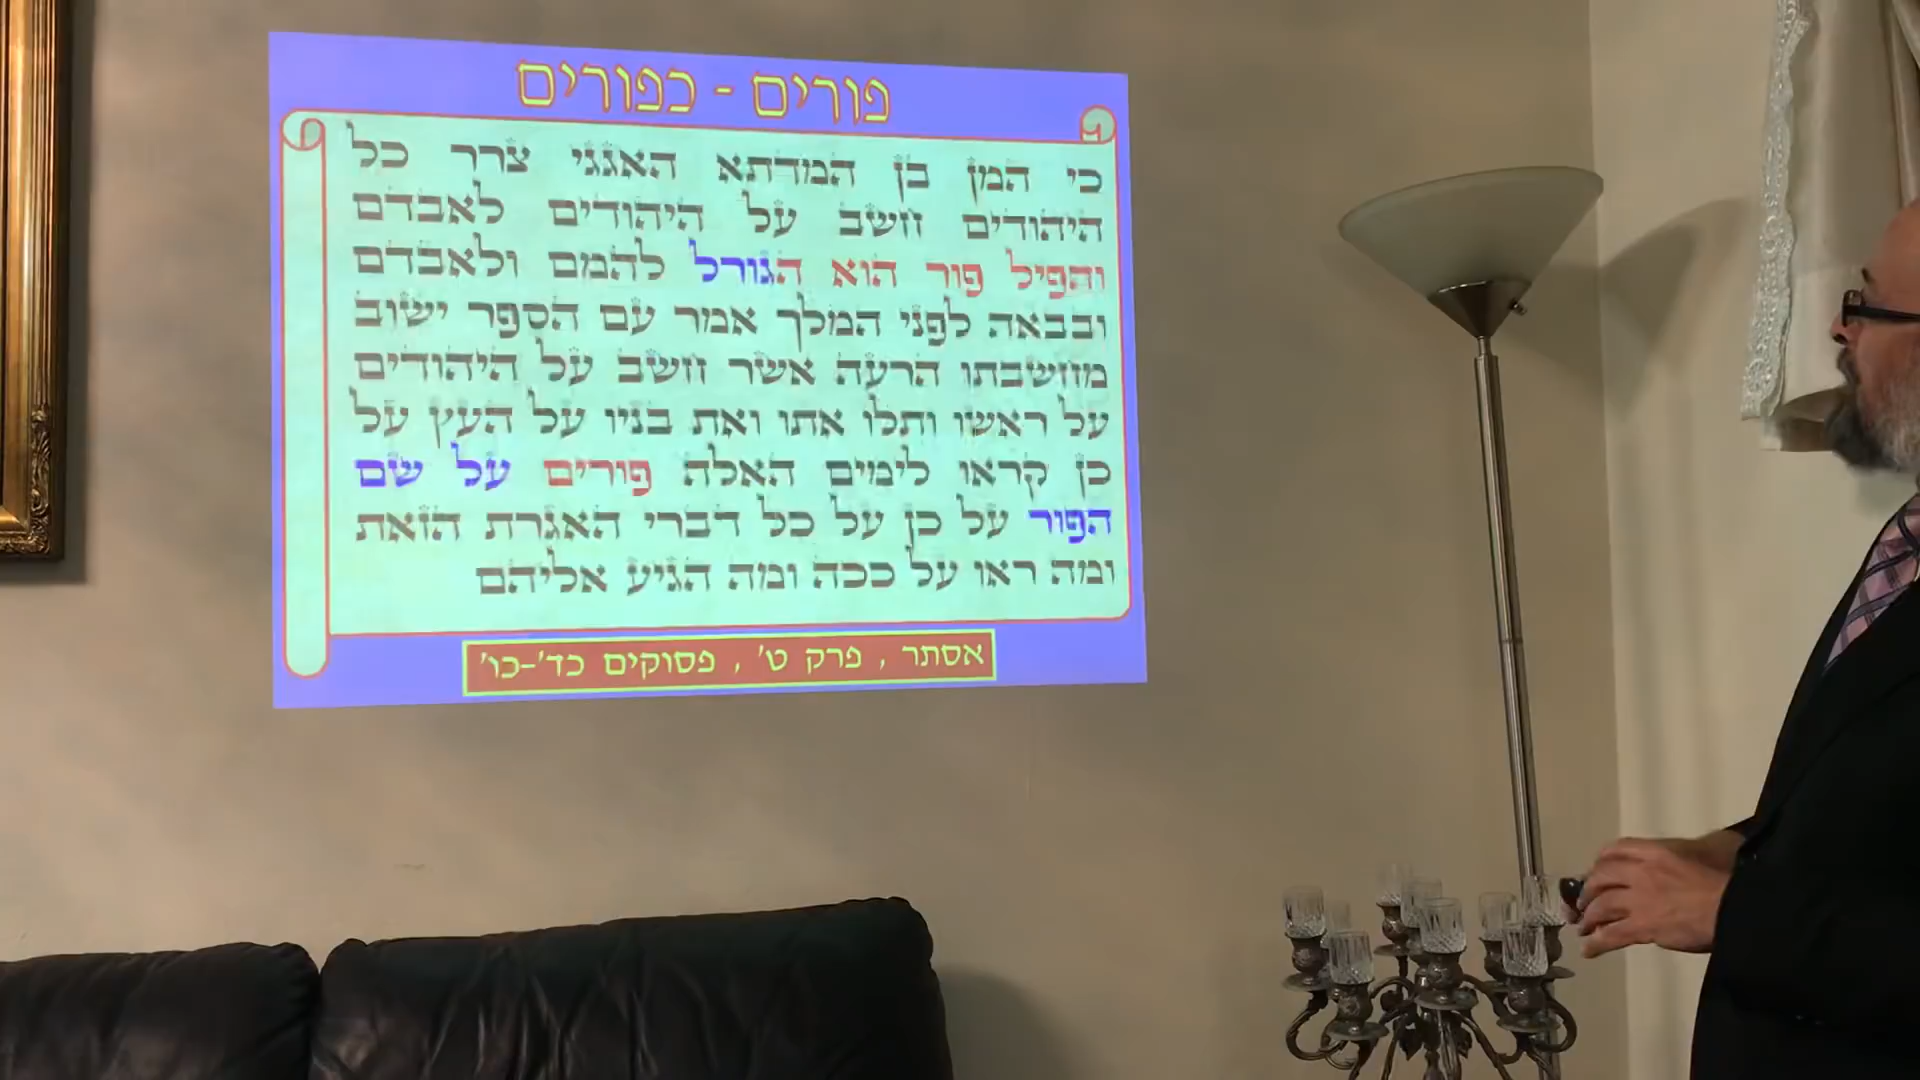 פורים - כפורים
כי המן בן המדתא האגגי צרר כל
היהודים חשב על היהודים לאבדם
והפיל פור הוא הגורל להמם ולאבדם
ובבאה לפני המלך אמר עם הספר ישוב
מחשבתו הרעה אשר חשב על היהודים
על ראשו ותלו אתו ואת בניו על העץ על
כן קראו לימים האלה פורים על שם
הפור על כן על כל דברי האגרת הזאת
ומה ראו על ככה ומה הגיע אליהם
אסתר , פרק ט' , פסוקים כד'-כו'